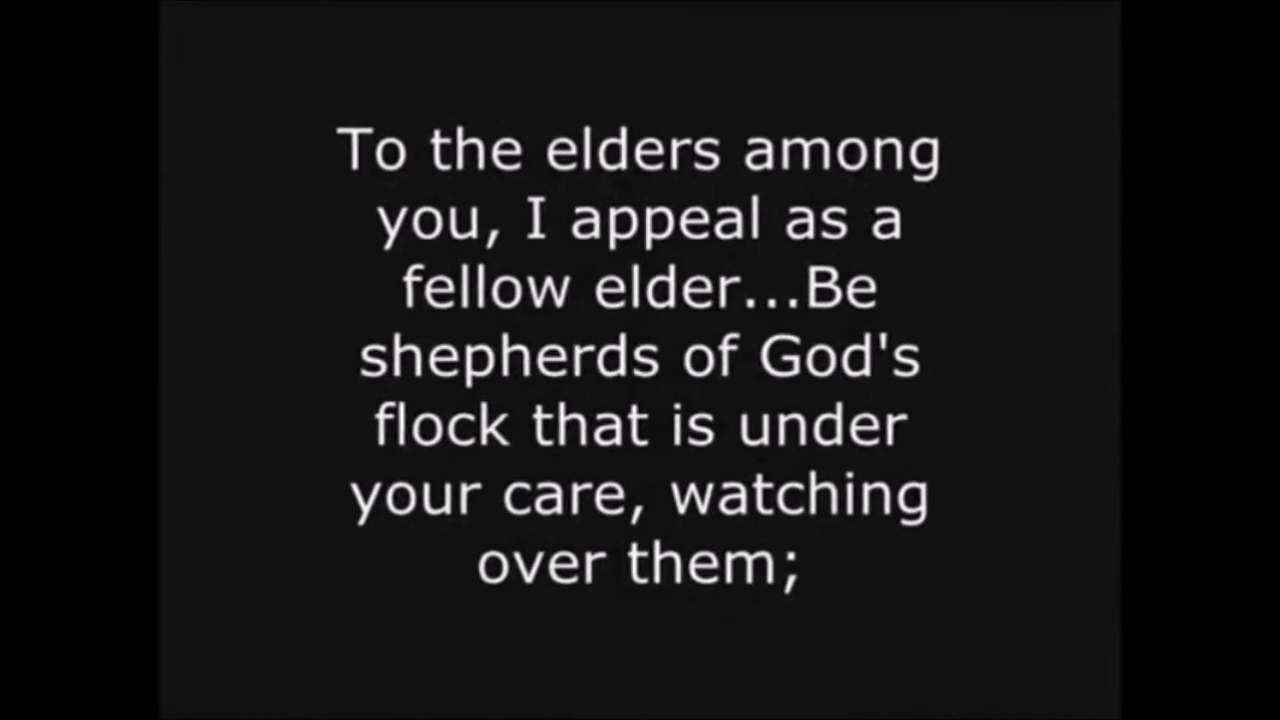 To the elders among
you, I appeal as a
fellow elder...Be
shepherds of God's
flock that is under
your care, watching
over them;